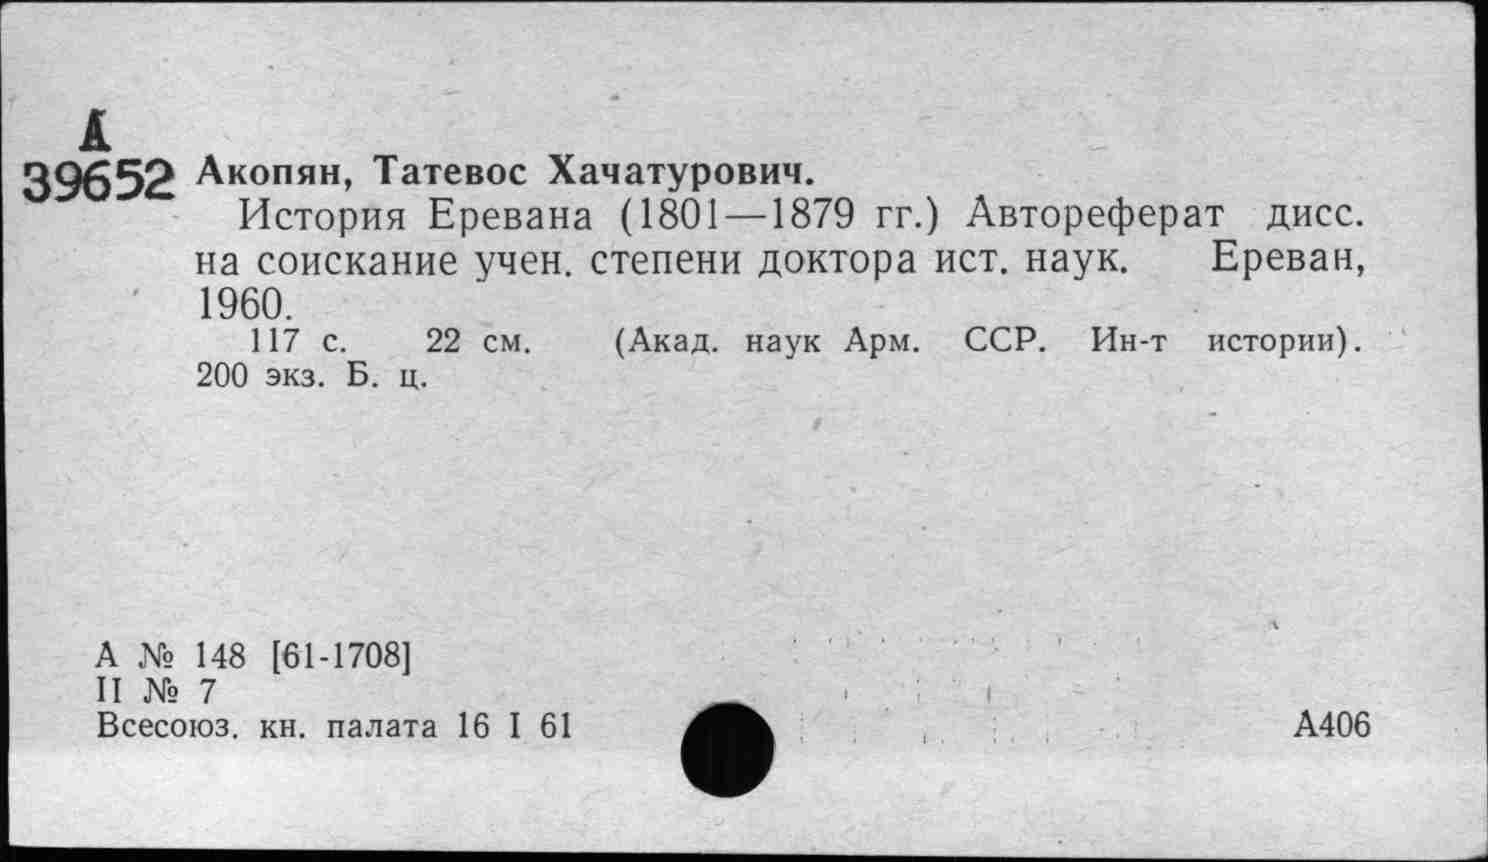 А
39652 Акопян, Татевос Хачатурович.
История Еревана (1801—1879 гг.) Автореферат дисс.
на соискание учен. степени доктора ист. наук. Ереван,
1960.
117 с. 22 см. (Акад. наук Арм. ССР. Ин-т истории).
200 экз. Б. ц.
А № 148 [61-1708]
II № 7
Всесоюз. кн. палата 16 I 61
А406